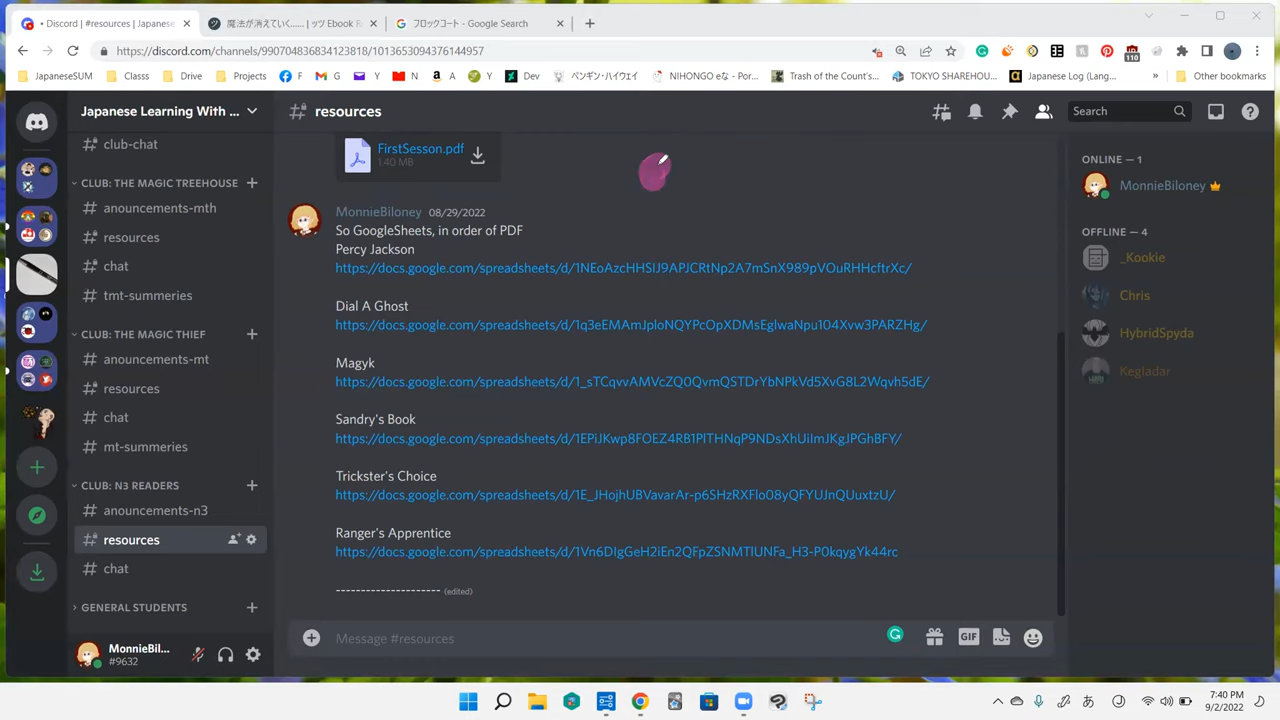 • Discord | #resources | Japanese
魔法が消えていく...... | ッツ Ebook R
フロックコート - Google Search
https://discord.com/channels/990704836834123818/1013653094376144957
110
JapaneseSUM
Classs
Drive
Projects
F
G
Y
N
A
Y
Dev
ペンギン・ハイウェイ
NIHONGO eな - Por...
Trash of the Count's...
TOKYO SHAREHOU...
Japanese Log (Lang...
»
Other bookmarks
Japanese Learning With ...
resources
Search
club-chat
CLUB: THE MAGIC TREEHOUSE
anouncements-mth
resources
chat
tmt-summeries
CLUB: THE MAGIC THIEF
anouncements-mt
resources
chat
mt-summeries
CLUB: N3 READERS
anouncements-n3
resources
chat
GENERAL STUDENTS
MonnieBil...
#9632
FirstSesson.pdf
1.40 MB
MonnieBiloney 08/29/2022
So GoogleSheets, in order of PDF
Percy Jackson
https://docs.google.com/spreadsheets/d/1NEoAzcHHSIJ9APJCRtNp2A7mSnX989pVOuRHHcftrXc/
Dial A Ghost
https://docs.google.com/spreadsheets/d/1q3eEMAmJploNQYPcOpXDMsEglwaNpu104Xvw3PARZHg/
Magyk
https://docs.google.com/spreadsheets/d/1_sTCqvvAMVcZQ0QvmQSTDrYbNPkVd5XvG8L2Wqvh5dE/
Sandry's Book
https://docs.google.com/spreadsheets/d/1EPiJKwp8FOEZ4RB1PlTHNqP9NDsXhUiImJKgJPGhBFY/
Trickster's Choice
https://docs.google.com/spreadsheets/d/1E_JHojhUBVavarAr-p6SHzRXFlo08yQFYUJnQUuxtzU/
Ranger's Apprentice
https://docs.google.com/spreadsheets/d/1Vn6DIgGeH2iEn2QFpZSNMTlUNFa_H3-P0kqygYk44rc
---------------------- (edited)
Message #resources
GIF
ONLINE — 1
MonnieBiloney
OFFLINE — 4
_Kookie
Chris
HybridSpyda
Kegladar
あ
7:40 PM
9/2/2022